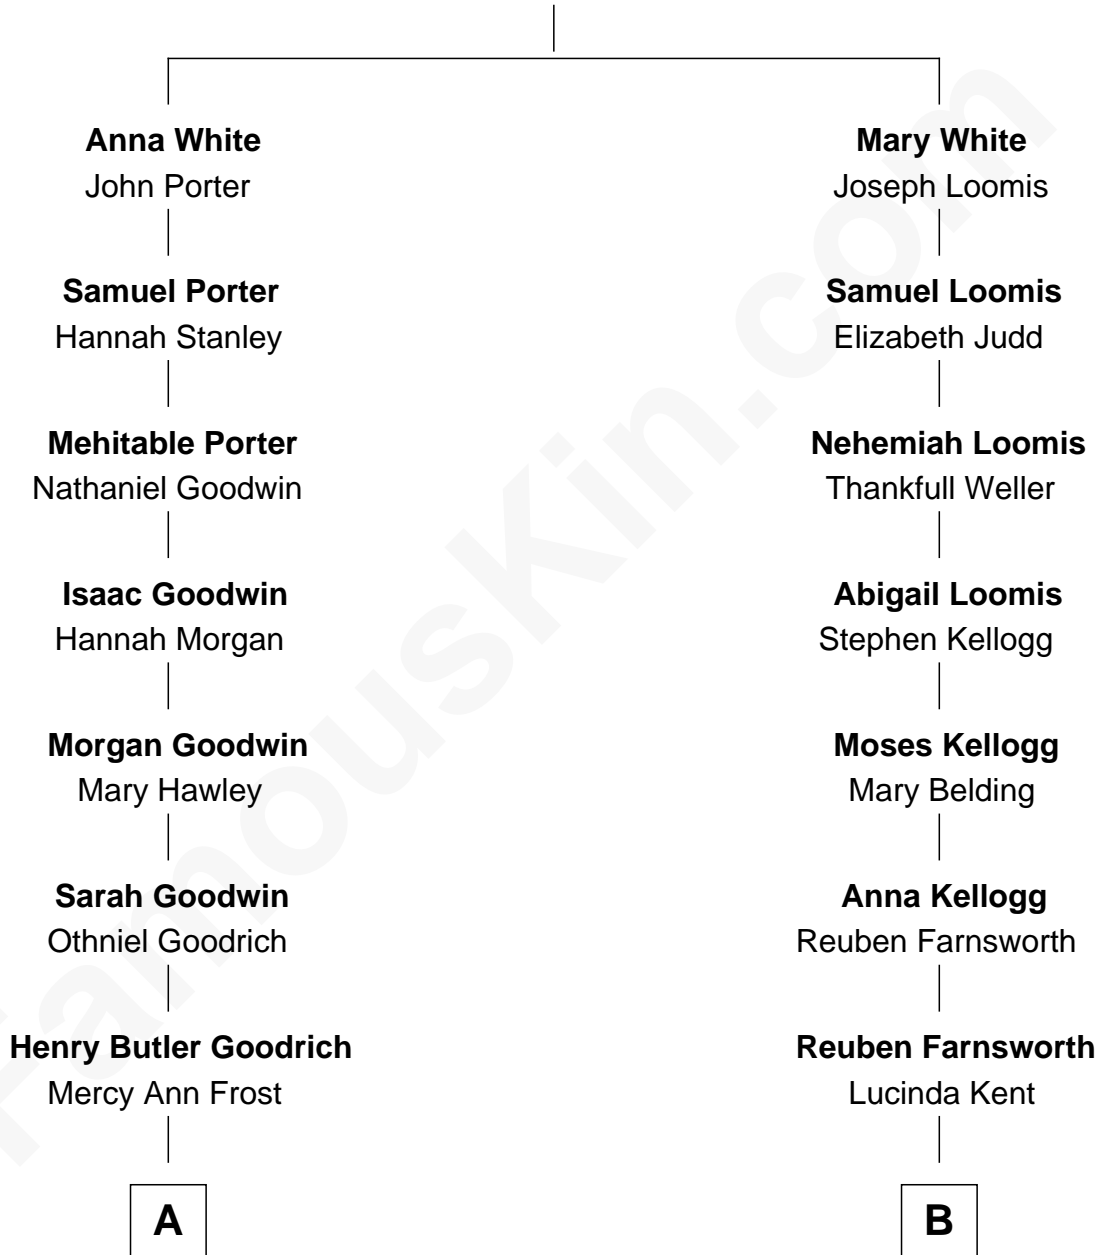 Anna White
John Porter
Samuel Porter
Hannah Stanley
Mehitable Porter
Nathaniel Goodwin
Isaac Goodwin
Hannah Morgan
Morgan Goodwin
Mary Hawley
Sarah Goodwin
Othniel Goodrich
Henry Butler Goodrich
Mercy Ann Frost
A
Mary White
Joseph Loomis
Samuel Loomis
Elizabeth Judd
Nehemiah Loomis
Thankfull Weller
Abigail Loomis
Stephen Kellogg
Moses Kellogg
Mary Belding
Anna Kellogg
Reuben Farnsworth
Reuben Farnsworth
Lucinda Kent
B
FamousKin.com